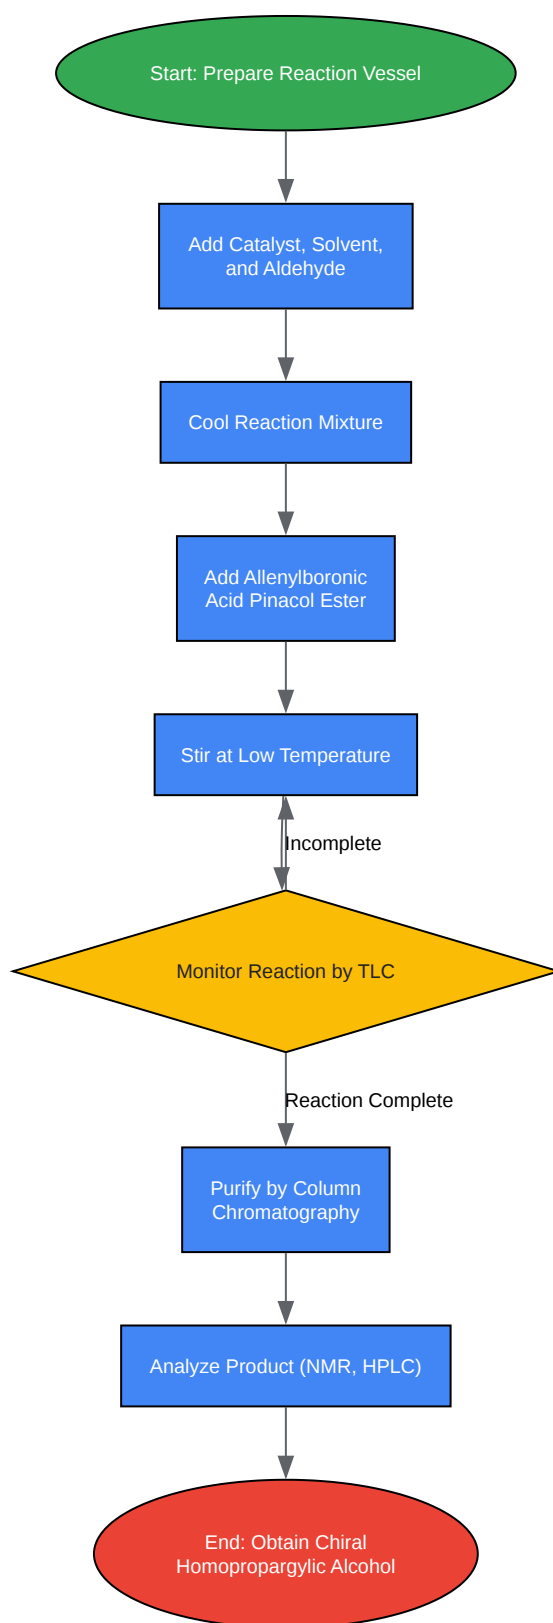 Start: Prepare Reaction Vessel
Add Catalyst, Solvent,
and Aldehyde
Cool Reaction Mixture
Add Allenylboronic
Acid Pinacol Ester
Stir at Low Temperature
Incomplete
Monitor Reaction by TLC
Reaction Complete
Purify by Column
Chromatography
Analyze Product (NMR, HPLC)
End: Obtain Chiral
Homopropargylic Alcohol